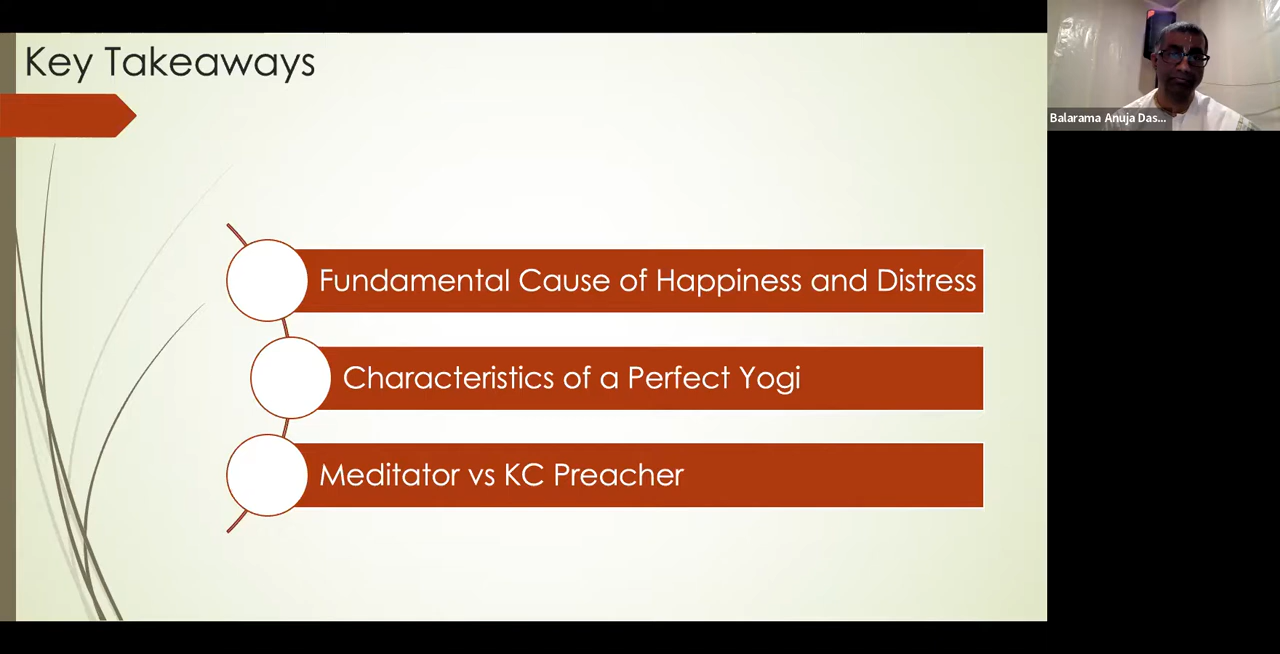 Key Takeaways
Balarama Anuja Das...
Fundamental Cause of Happiness and Distress
Characteristics of a Perfect Yogi
Meditator vs KC Preacher